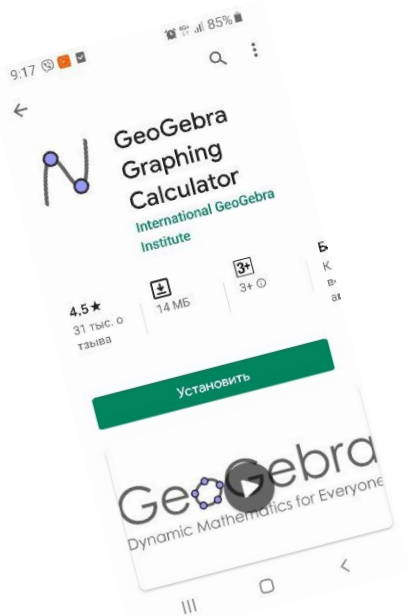 9:17 85%
GeoGebra
Graphing
Calculator
International GeoGebra
Institute
4.5★
31 тыс. о
тзыва
14 МБ
3+
3+
Б
К
в
а
Установить
GeoGebra
Dynamic Mathematics for Everyone